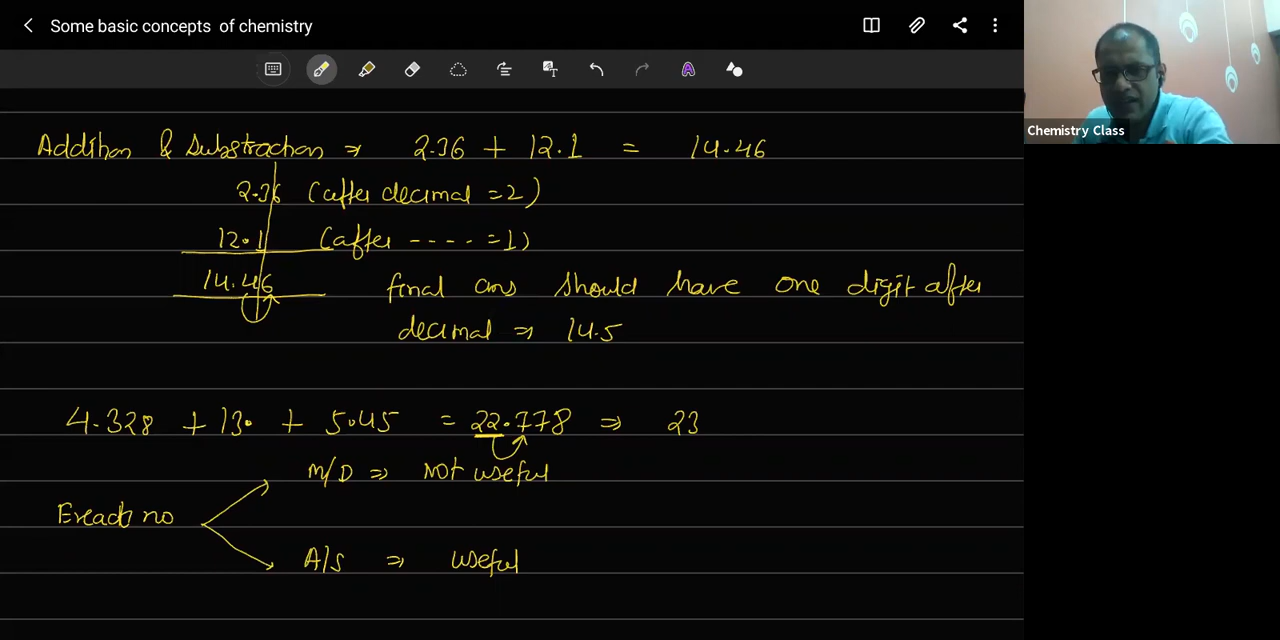 Some basic concepts of chemistry
Chemistry Class
Addition & Substraction ⇒ 2.36 + 12.1 = 14.46
2.36 (after decimal = 2)
12.1 (after ---- = 1)
14.46 final ans should have one digit after
decimal ⇒ 14.5
4.328 + 13. + 5.45 = 22.778 ⇒ 23
M/D ⇒ Not useful
Exact no
A/S ⇒ useful